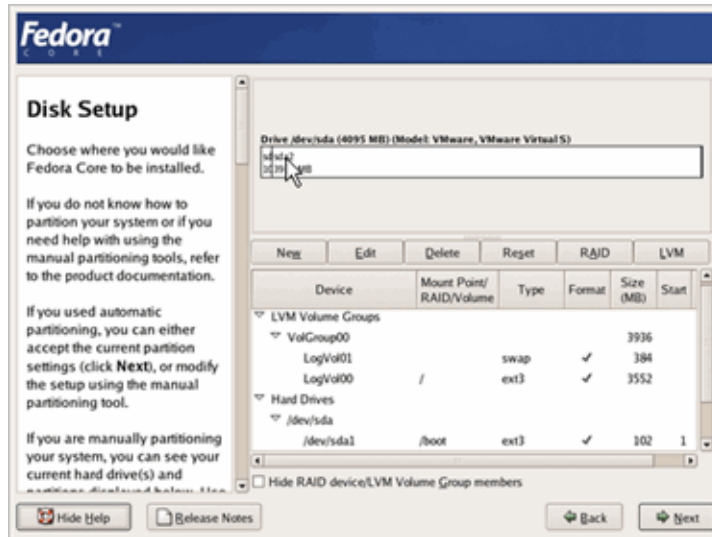 Fedora™
CORE
Disk Setup
Choose where you would like
Fedora Core to be installed.
If you do not know how to
partition your system or if you
need help with using the
manual partitioning tools, refer
to the product documentation.
If you used automatic
partitioning, you can either
accept the current partition
settings (click Next), or modify
the setup using the manual
partitioning tool.
If you are manually partitioning
your system, you can see your
current hard drive(s) and
partitions displayed below. Use
Drive /dev/sda (4095 MB) (Model: VMware, VMware Virtual S)
MB
New Edit Delete Reset RAID LVM
Device Mount Point/ RAID/Volume Type Format Size (MB) Start
LVM Volume Groups
VolGroup00 3936
LogVol01 swap ✓ 384
LogVol00 / ext3 ✓ 3552
Hard Drives
/dev/sda
/dev/sda1 /boot ext3 ✓ 102 1
Hide RAID device/LVM Volume Group members
Hide Help Release Notes Back Next